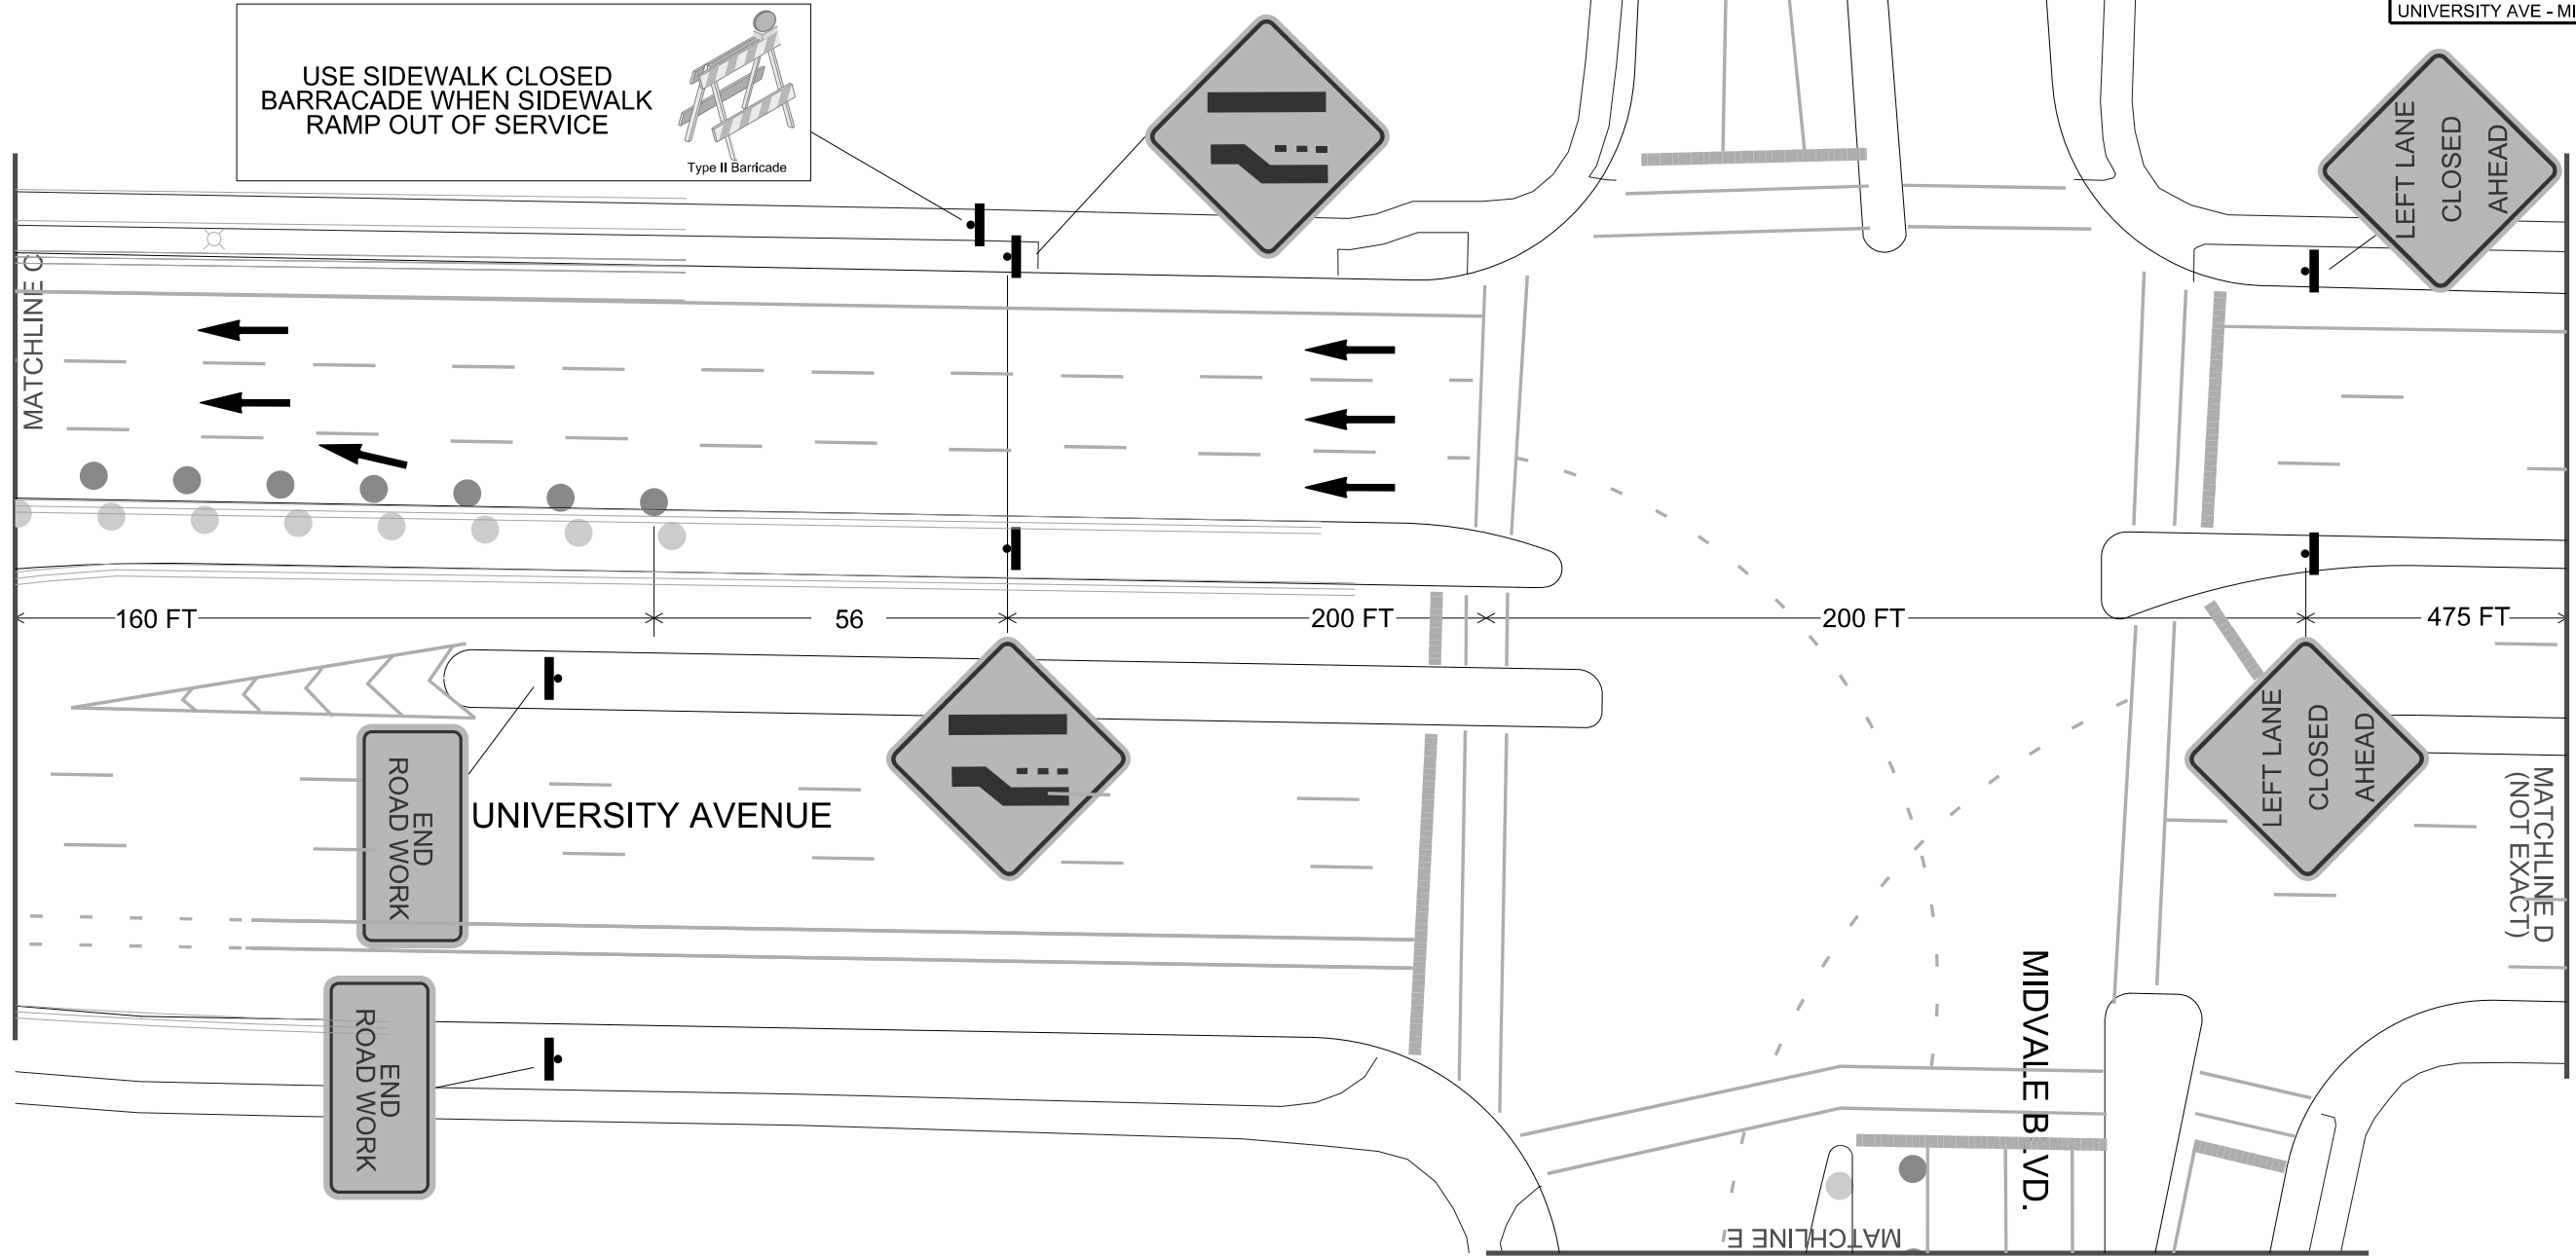 UNIVERSITY AVE - MI
USE SIDEWALK CLOSED
BARRACADE WHEN SIDEWALK
RAMP OUT OF SERVICE
Type II Barricade
LEFT LANE
CLOSED
AHEAD
MATCHLINE C
160 FT
56
200 FT
200 FT
475 FT
LEFT LANE
CLOSED
AHEAD
END
ROAD WORK
UNIVERSITY AVENUE
MATCHLINE D
(NOT EXACT)
END
ROAD WORK
MIDVALE BLVD.
MATCHLINE E